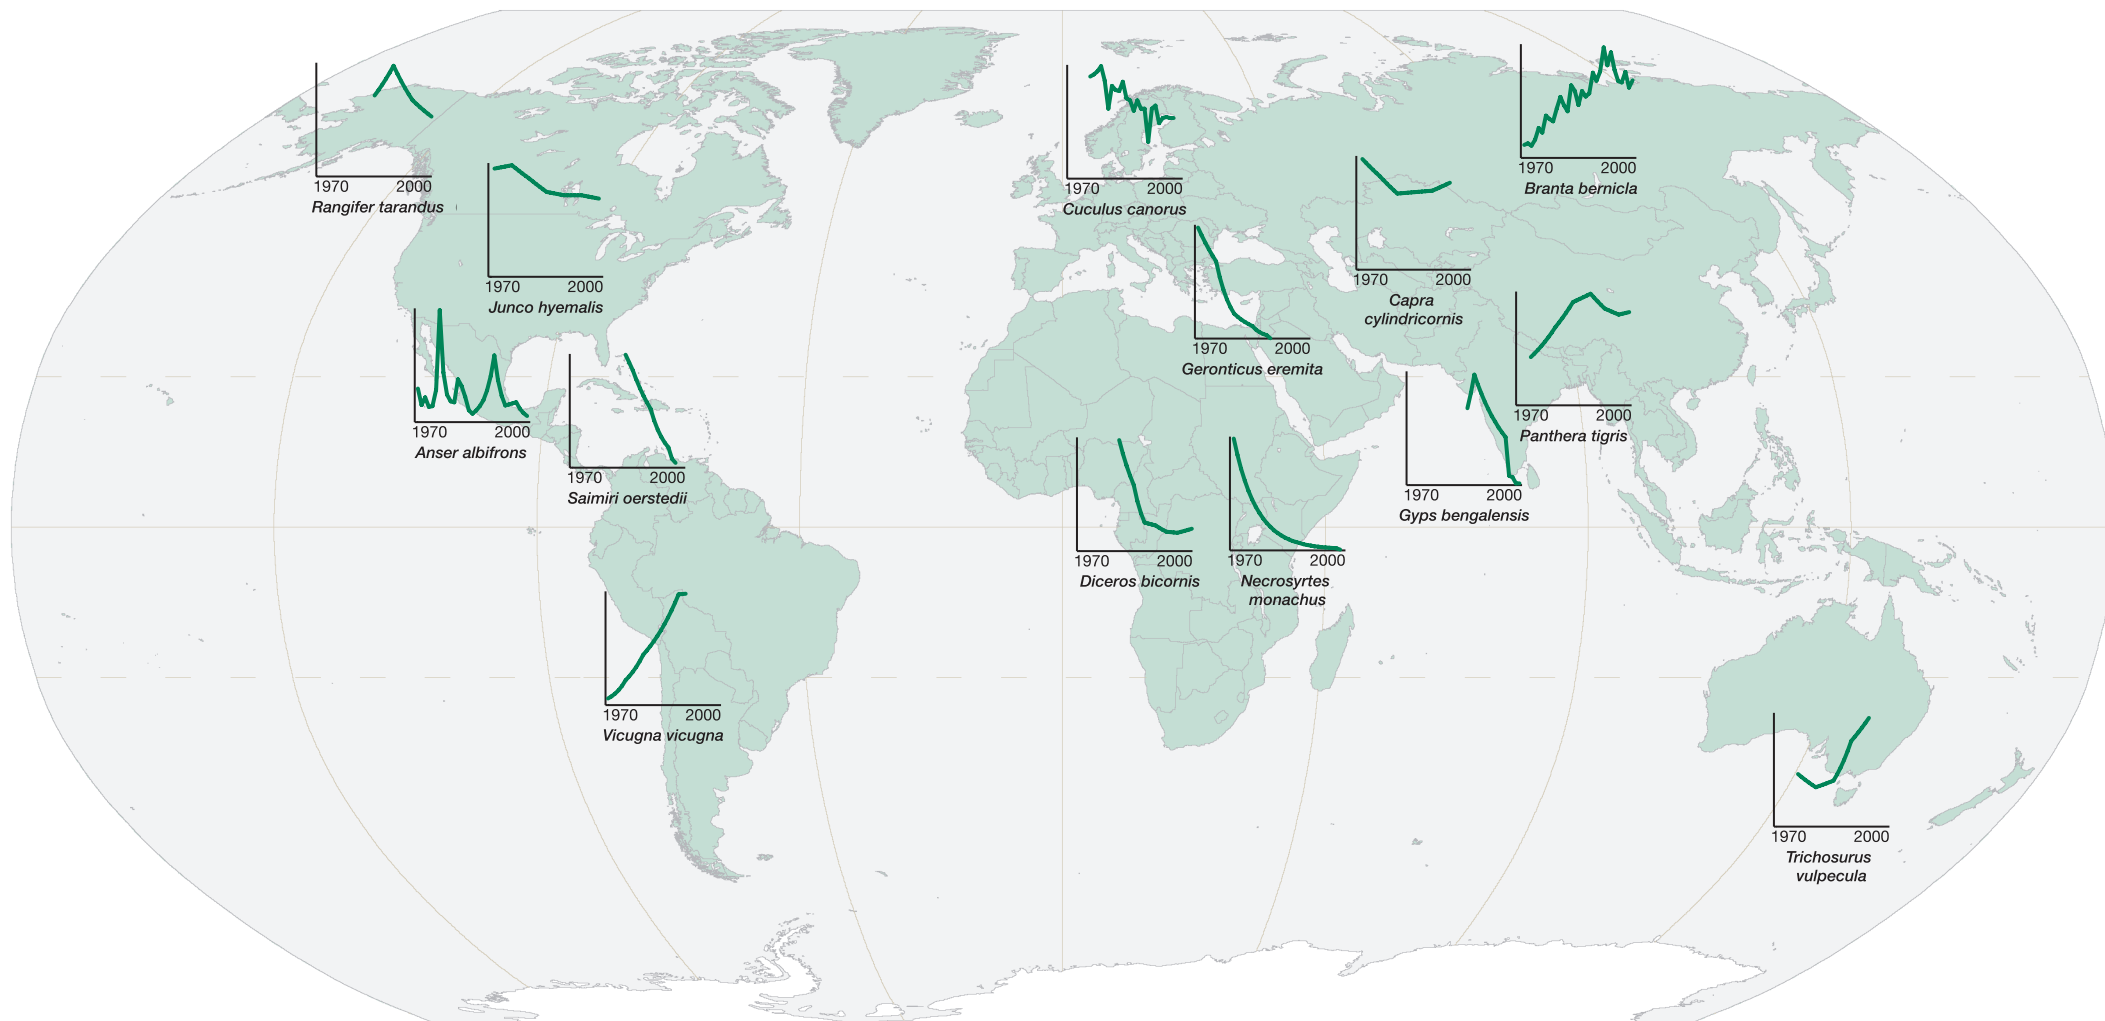 1970 2000
Rangifer tarandus
1970 2000
Junco hyemalis
1970 2000
Anser albifrons
1970 2000
Saimiri oerstedii
1970 2000
Vicugna vicugna
1970 2000
Cuculus canorus
1970 2000
Geronticus eremita
1970 2000
Diceros bicornis
1970 2000
Necrosyrtes
monachus
1970 2000
Capra
cylindricornis
1970 2000
Branta bernicla
1970 2000
Panthera tigris
1970 2000
Gyps bengalensis
1970 2000
Trichosurus
vulpecula